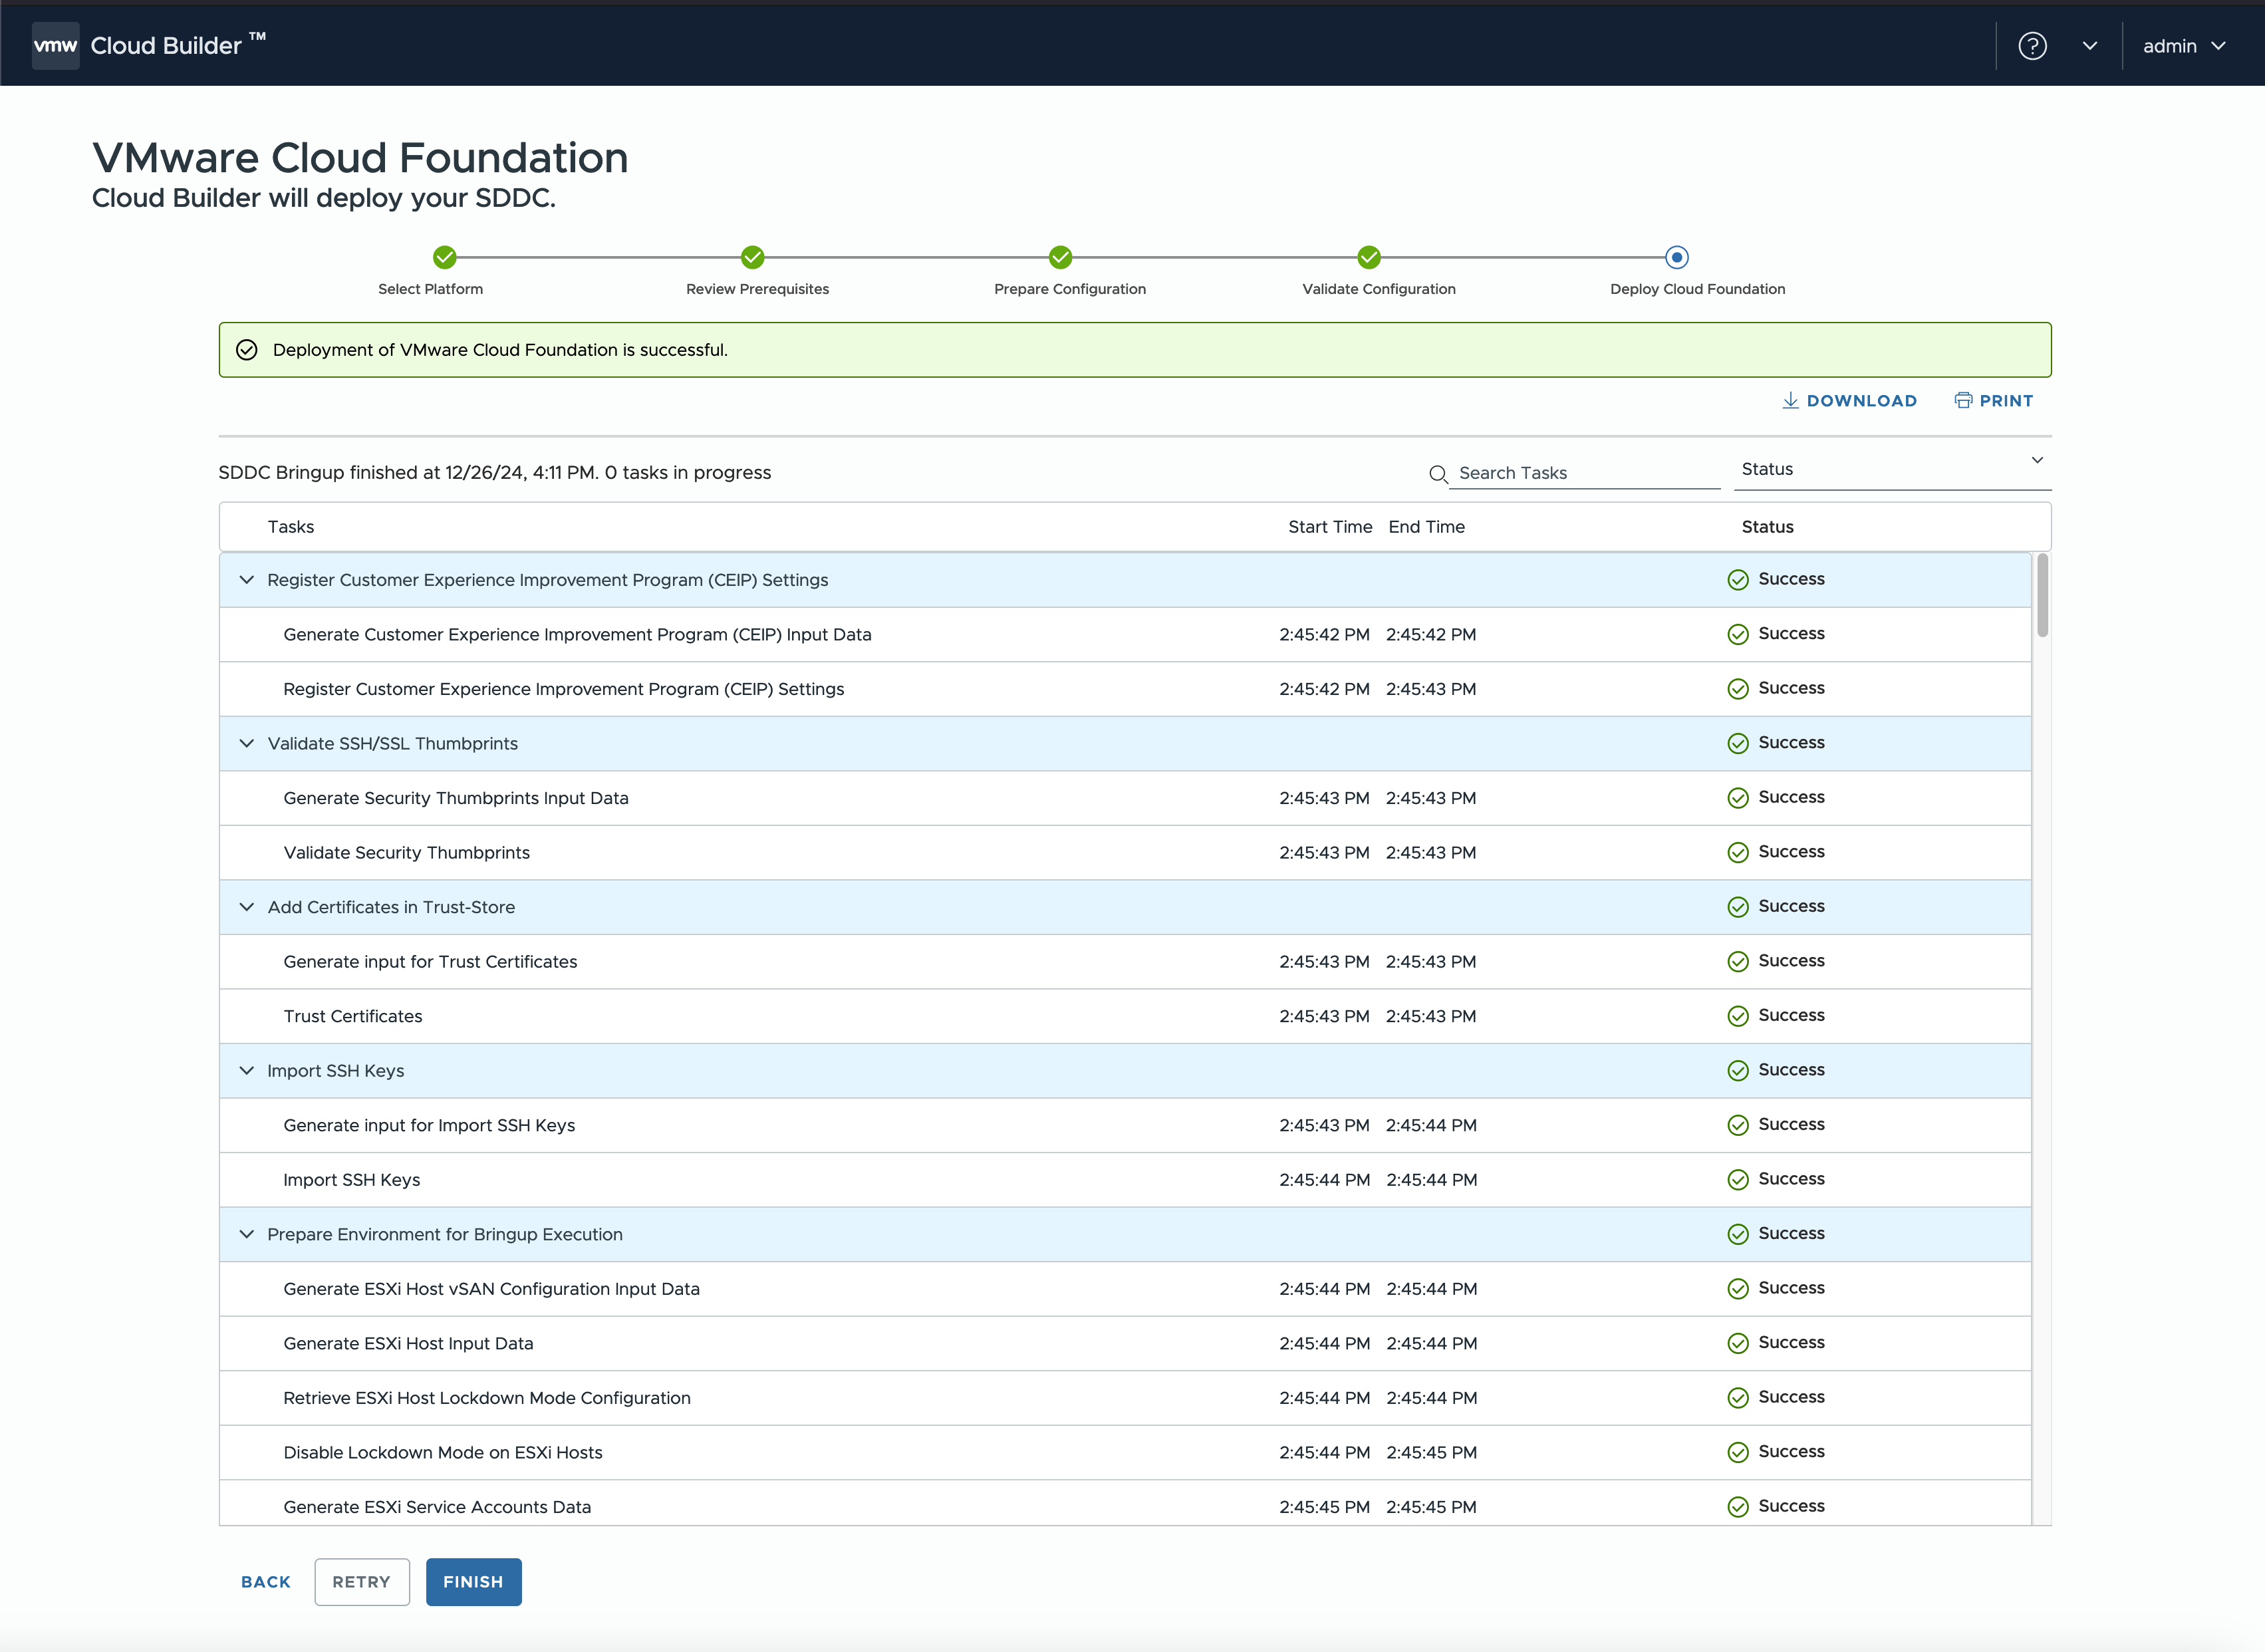 vmw Cloud Builder ™
admin
VMware Cloud Foundation
Cloud Builder will deploy your SDDC.
Select Platform
Review Prerequisites
Prepare Configuration
Validate Configuration
Deploy Cloud Foundation
Deployment of VMware Cloud Foundation is successful.
DOWNLOAD PRINT
SDDC Bringup finished at 12/26/24, 4:11 PM. 0 tasks in progress Search Tasks Status
Tasks Start Time End Time Status
Register Customer Experience Improvement Program (CEIP) Settings Success
Generate Customer Experience Improvement Program (CEIP) Input Data 2:45:42 PM 2:45:42 PM Success
Register Customer Experience Improvement Program (CEIP) Settings 2:45:42 PM 2:45:43 PM Success
Validate SSH/SSL Thumbprints Success
Generate Security Thumbprints Input Data 2:45:43 PM 2:45:43 PM Success
Validate Security Thumbprints 2:45:43 PM 2:45:43 PM Success
Add Certificates in Trust-Store Success
Generate input for Trust Certificates 2:45:43 PM 2:45:43 PM Success
Trust Certificates 2:45:43 PM 2:45:43 PM Success
Import SSH Keys Success
Generate input for Import SSH Keys 2:45:43 PM 2:45:44 PM Success
Import SSH Keys 2:45:44 PM 2:45:44 PM Success
Prepare Environment for Bringup Execution Success
Generate ESXi Host vSAN Configuration Input Data 2:45:44 PM 2:45:44 PM Success
Generate ESXi Host Input Data 2:45:44 PM 2:45:44 PM Success
Retrieve ESXi Host Lockdown Mode Configuration 2:45:44 PM 2:45:44 PM Success
Disable Lockdown Mode on ESXi Hosts 2:45:44 PM 2:45:45 PM Success
Generate ESXi Service Accounts Data 2:45:45 PM 2:45:45 PM Success
BACK RETRY FINISH